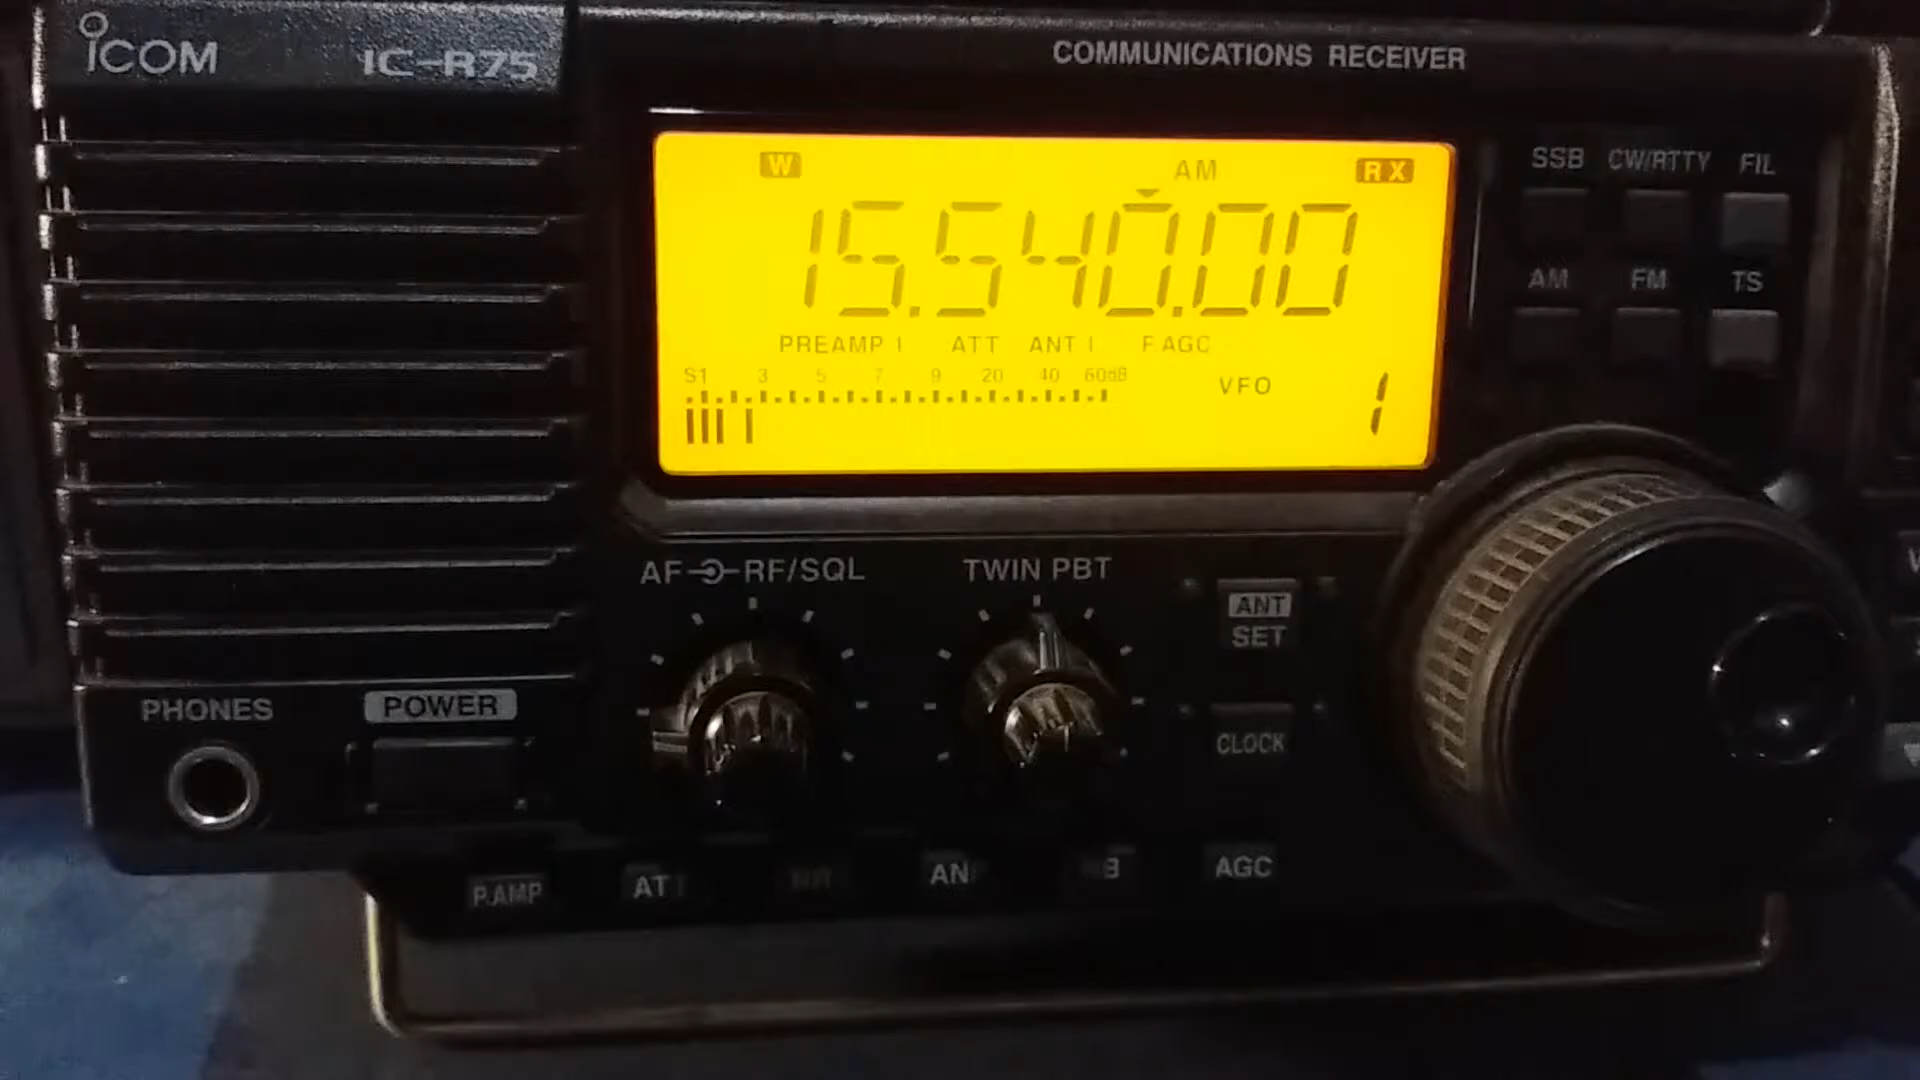 ICOM IC-R75
COMMUNICATIONS RECEIVER
W AM RX
15.540.00
PREAMP 1 ATT ANT 1 F.AGC
S1 3 5 7 9 20 40 60dB
VFO 1
SSB CW/RTTY FIL
AM FM TS
AF RF/SQL TWIN PBT
ANT
SET
CLOCK
PHONES POWER
P.AMP AGC